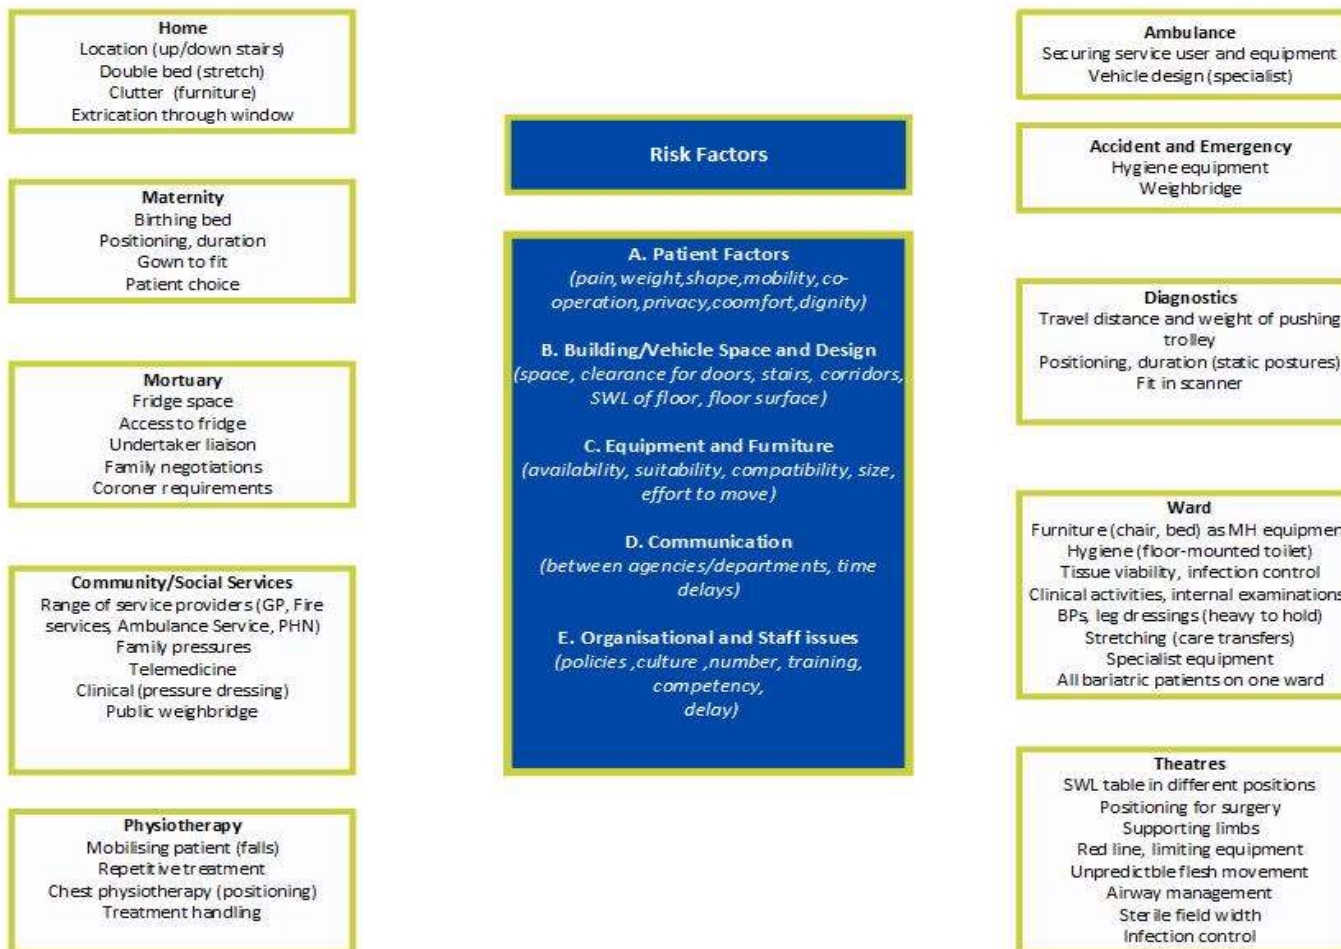 Home
Location (up/down stairs)
Double bed (stretch)
Clutter (furniture)
Extrication through window
Maternity
Birthing bed
Positioning, duration
Gown to fit
Patient choice
Mortuary
Fridge space
Access to fridge
Undertaker liaison
Family negotiations
Coroner requirements
Community/Social Services
Range of service providers (GP, Fire
services, Ambulance Service, PHN)
Family pressures
Telemedicine
Clinical (pressure dressing)
Public weighbridge
Physiotherapy
Mobilising patient (falls)
Repetitive treatment
Chest physiotherapy (positioning)
Treatment handling
Risk Factors
A. Patient Factors
(pain,weight,shape,mobility,co-
operation,privacy,coomfort,dignity)
B. Building/Vehicle Space and Design
(space, clearance for doors, stairs, corridors,
SWL of floor, floor surface)
C. Equipment and Furniture
(availability, suitability, compatibility, size,
effort to move)
D. Communication
(between agencies/departments, time
delays)
E. Organisational and Staff issues
(policies ,culture ,number, training,
competency,
delay)
Ambulance
Securing service user and equipment
Vehicle design (specialist)
Accident and Emergency
Hygiene equipment
Weighbridge
Diagnostics
Travel distance and weight of pushing
trolley
Positioning, duration (static postures)
Fit in scanner
Ward
Furniture (chair, bed) as MH equipmen
Hygiene (floor-mounted toilet)
Tissue viability, infection control
Clinical activities, internal examinations
BPs, leg dressings (heavy to hold)
Stretching (care transfers)
Specialist equipment
All bariatric patients on one ward
Theatres
SWL table in different positions
Positioning for surgery
Supporting limbs
Red line, limiting equipment
Unpredictble flesh movement
Airway management
Sterile field width
Infection control